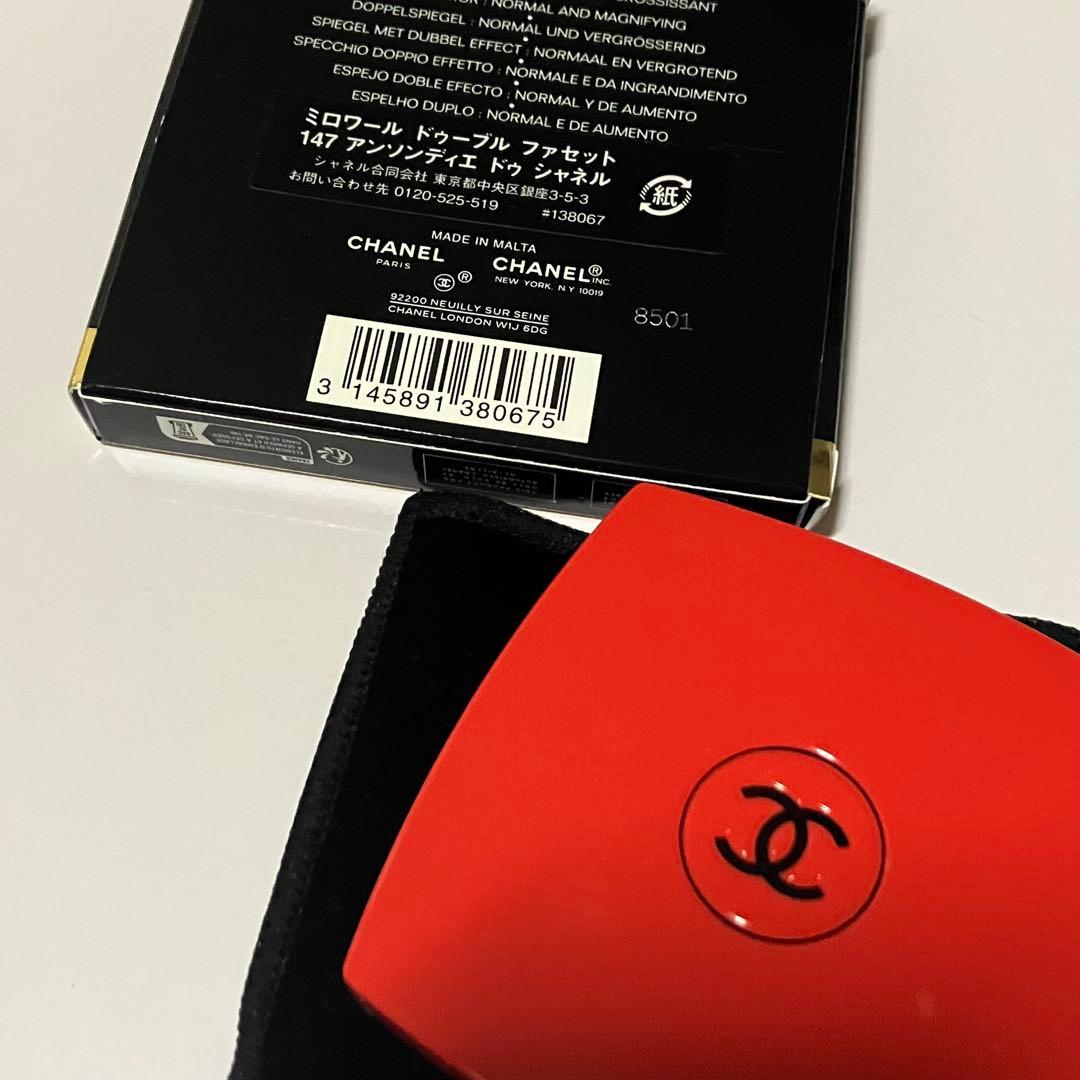 GROSSISSANT
: NORMAL AND MAGNIFYING
DOPPELSPIEGEL : NORMAL UND VERGRÖSSERND
SPIEGEL MET DUBBEL EFFECT : NORMAAL EN VERGROTEND
SPECCHIO DOPPIO EFFETTO : NORMALE E DA INGRANDIMENTO
ESPEJO DOBLE EFECTO : NORMAL Y DE AUMENTO
ESPELHO DUPLO : NORMAL E DE AUMENTO
ミロワール ドゥーブル ファセット
147 アンソンディエ ドゥ シャネル
シャネル合同会社 東京都中央区銀座3-5-3
お問い合わせ先 0120-525-519 #138067
紙
MADE IN MALTA
CHANEL
PARIS
CHANEL® INC.
NEW YORK. N.Y 10019
®
92200 NEUILLY SUR SEINE
CHANEL LONDON W1J 6DG
8501
3 145891 380675